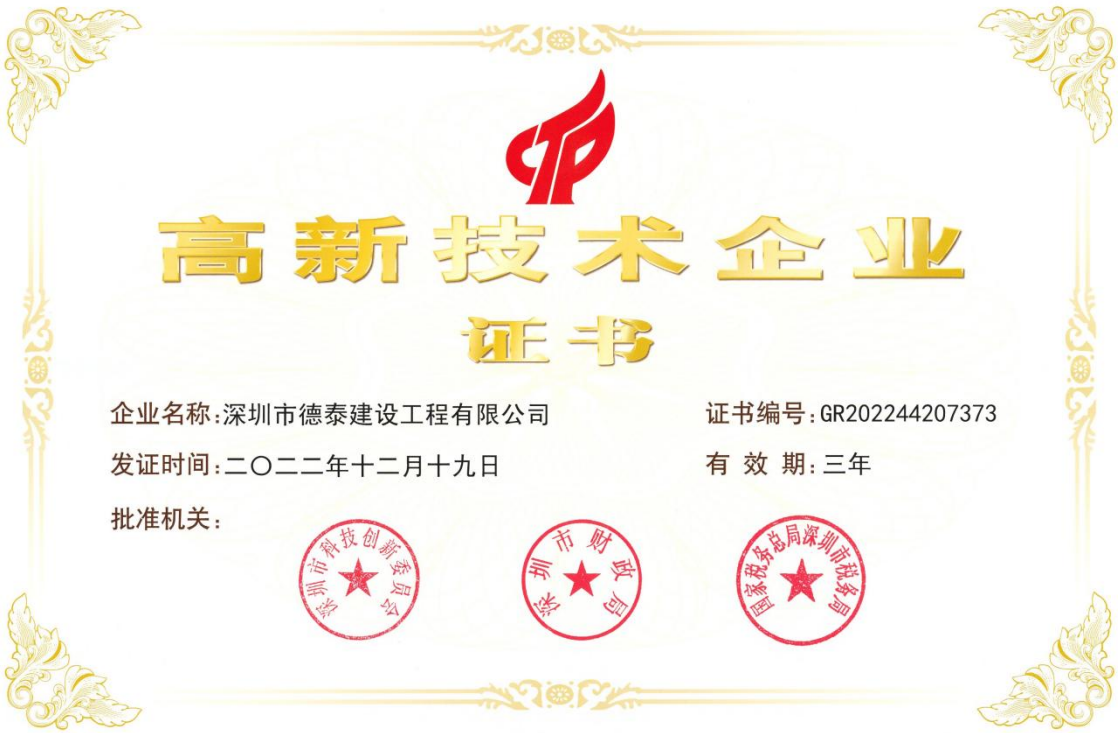 高新技术企业
证书
企业名称:深圳市德泰建设工程有限公司
证书编号:GR202244207373
发证时间:二〇二二年十二月十九日
有效期:三年
批准机关:
深圳市科技创新委员会
深圳市财政局
国家税务总局深圳市税务局